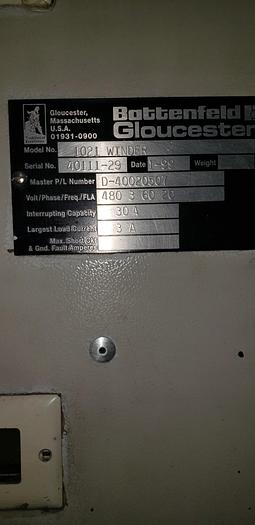 Gloucester,
Massachusetts
U.S.A.
01931-0900
Battenfeld
Gloucester
Model No. 1021 WINDER
Serial No. 40111-29 Date Weight
Master P/L Number D-40020507
Volt/Phase/Freq./FLA 480 3 60 20
Interrupting Capacity 30 A
Largest Load Current 3 A
Max. Short Ckt
& Gnd. Fault Amperes